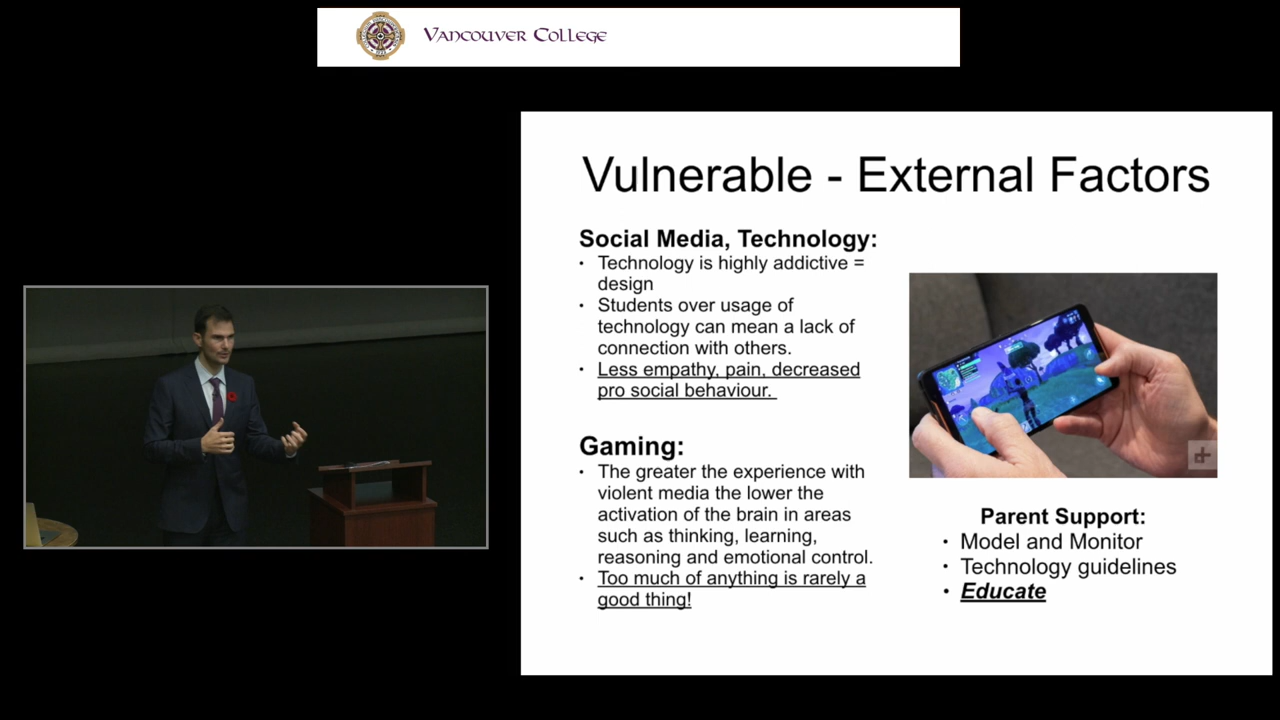 Vancouver College
Vulnerable - External Factors
Social Media, Technology:
• Technology is highly addictive =
design
• Students over usage of
technology can mean a lack of
connection with others.
• Less empathy, pain, decreased
pro social behaviour.
Gaming:
• The greater the experience with
violent media the lower the
activation of the brain in areas
such as thinking, learning,
reasoning and emotional control.
• Too much of anything is rarely a
good thing!
Parent Support:
• Model and Monitor
• Technology guidelines
• Educate